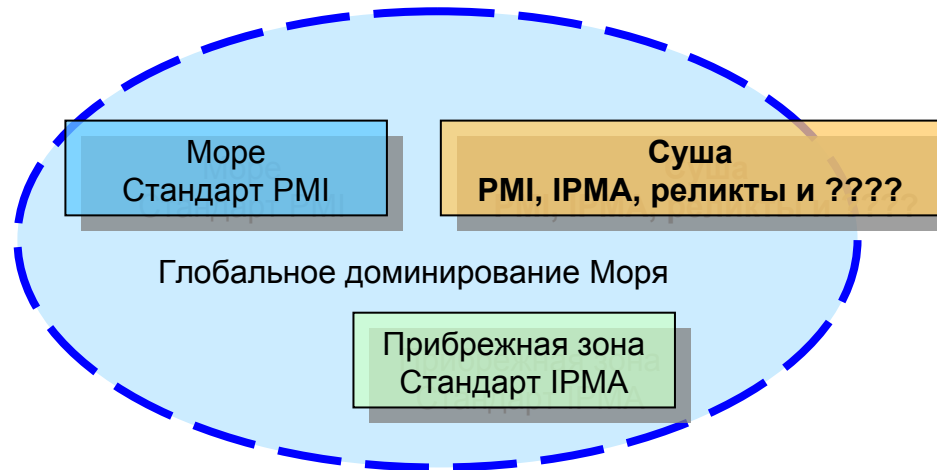 Море
Стандарт PMI
Суша
PMI, IPMA, реликты и ????
Глобальное доминирование Моря
Прибрежная зона
Стандарт IPMA